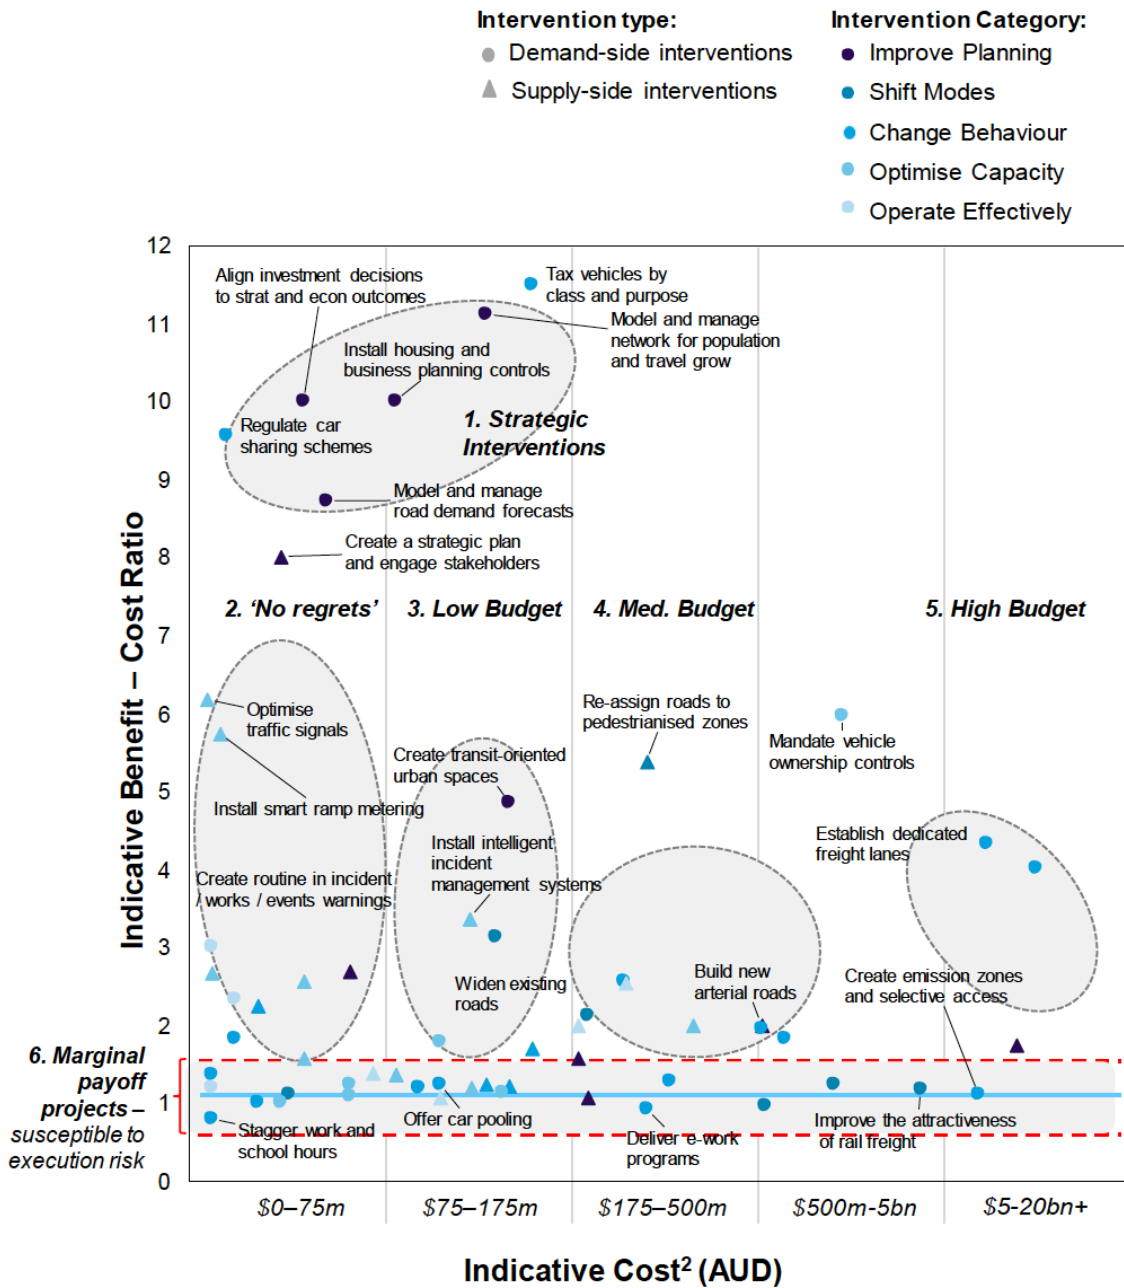 Intervention type:
Demand-side interventions
Supply-side interventions
Intervention Category:
Improve Planning
Shift Modes
Change Behaviour
Optimise Capacity
Operate Effectively
Indicative Benefit – Cost Ratio
12
11
10
9
8
7
6
5
4
3
2
1
0
Align investment decisions
to strat and econ outcomes
Tax vehicles by
class and purpose
Model and manage
network for population
and travel grow
Install housing and
business planning controls
Regulate car
sharing schemes
1. Strategic
Interventions
Model and manage
road demand forecasts
Create a strategic plan
and engage stakeholders
2. ‘No regrets’
3. Low Budget
4. Med. Budget
5. High Budget
Optimise
traffic signals
Install smart ramp metering
Create routine in incident
/ works / events warnings
Create transit-oriented
urban spaces
Install intelligent
incident
management systems
Widen existing
roads
Re-assign roads to
pedestrianised zones
Mandate vehicle
ownership controls
Build new
arterial roads
Establish dedicated
freight lanes
Create emission zones
and selective access
6. Marginal
payoff
projects –
susceptible to
execution risk
Stagger work and
school hours
Offer car pooling
Deliver e-work
programs
Improve the attractiveness
of rail freight
$0–75m
$75–175m
$175–500m
$500m-5bn
$5-20bn+
Indicative Cost² (AUD)